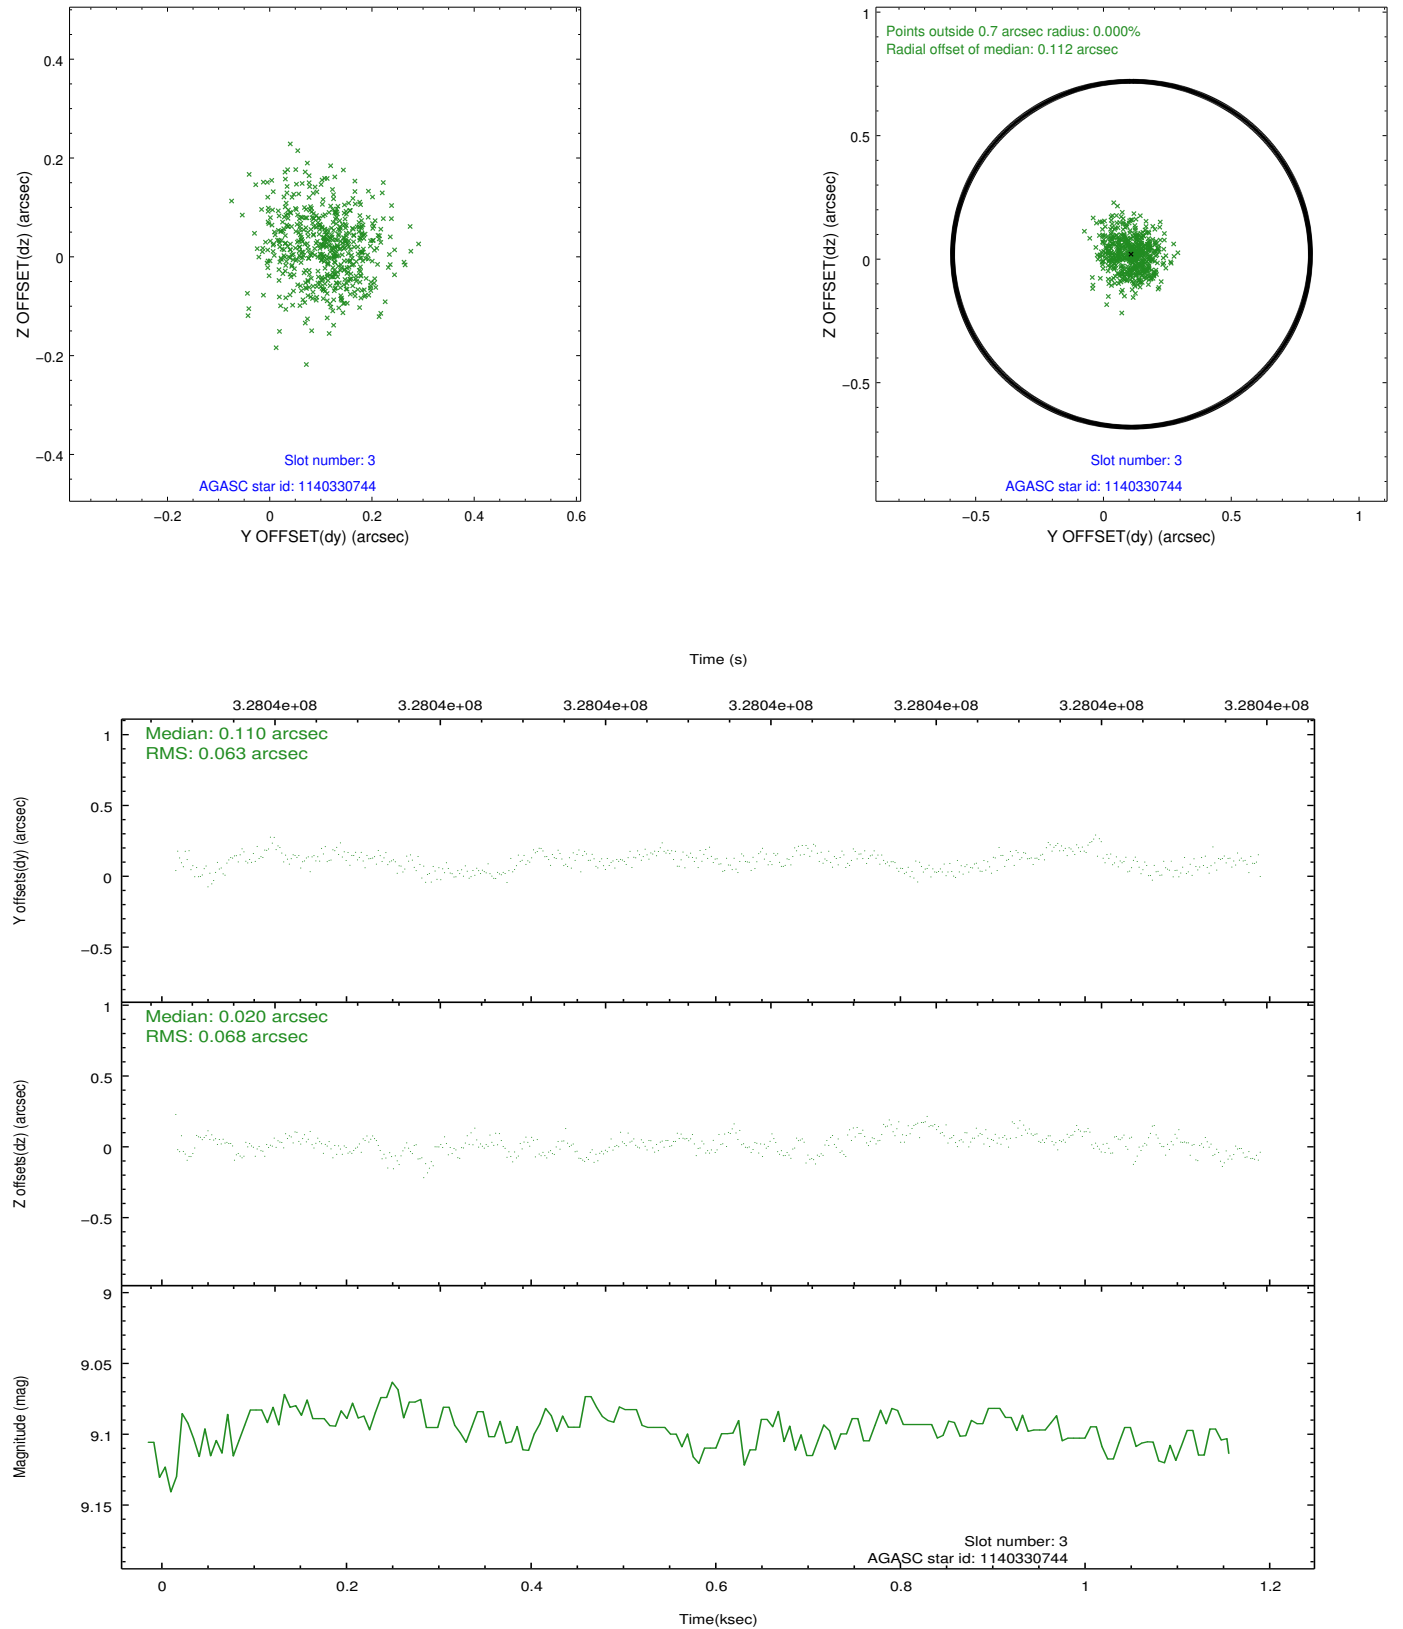 0.4
0.2
0
−0.2
−0.4
Z OFFSET(dz) (arcsec)
Slot number: 3
AGASC star id: 1140330744
−0.2 0 0.2 0.4 0.6
Y OFFSET(dy) (arcsec)
Points outside 0.7 arcsec radius: 0.000%
Radial offset of median: 0.112 arcsec
1
0.5
0
−0.5
Z OFFSET(dz) (arcsec)
Slot number: 3
AGASC star id: 1140330744
−0.5 0 0.5 1
Y OFFSET(dy) (arcsec)
Time (s)
3.2804e+08 3.2804e+08 3.2804e+08 3.2804e+08 3.2804e+08 3.2804e+08 3.2804e+08
Median: 0.110 arcsec
RMS: 0.063 arcsec
1
0.5
0
−0.5
Y offsets(dy) (arcsec)
Median: 0.020 arcsec
RMS: 0.068 arcsec
1
0.5
0
−0.5
Z offsets(dz) (arcsec)
9
9.05
9.1
9.15
Magnitude (mag)
Slot number: 3
AGASC star id: 1140330744
0 0.2 0.4 0.6 0.8 1 1.2
Time(ksec)